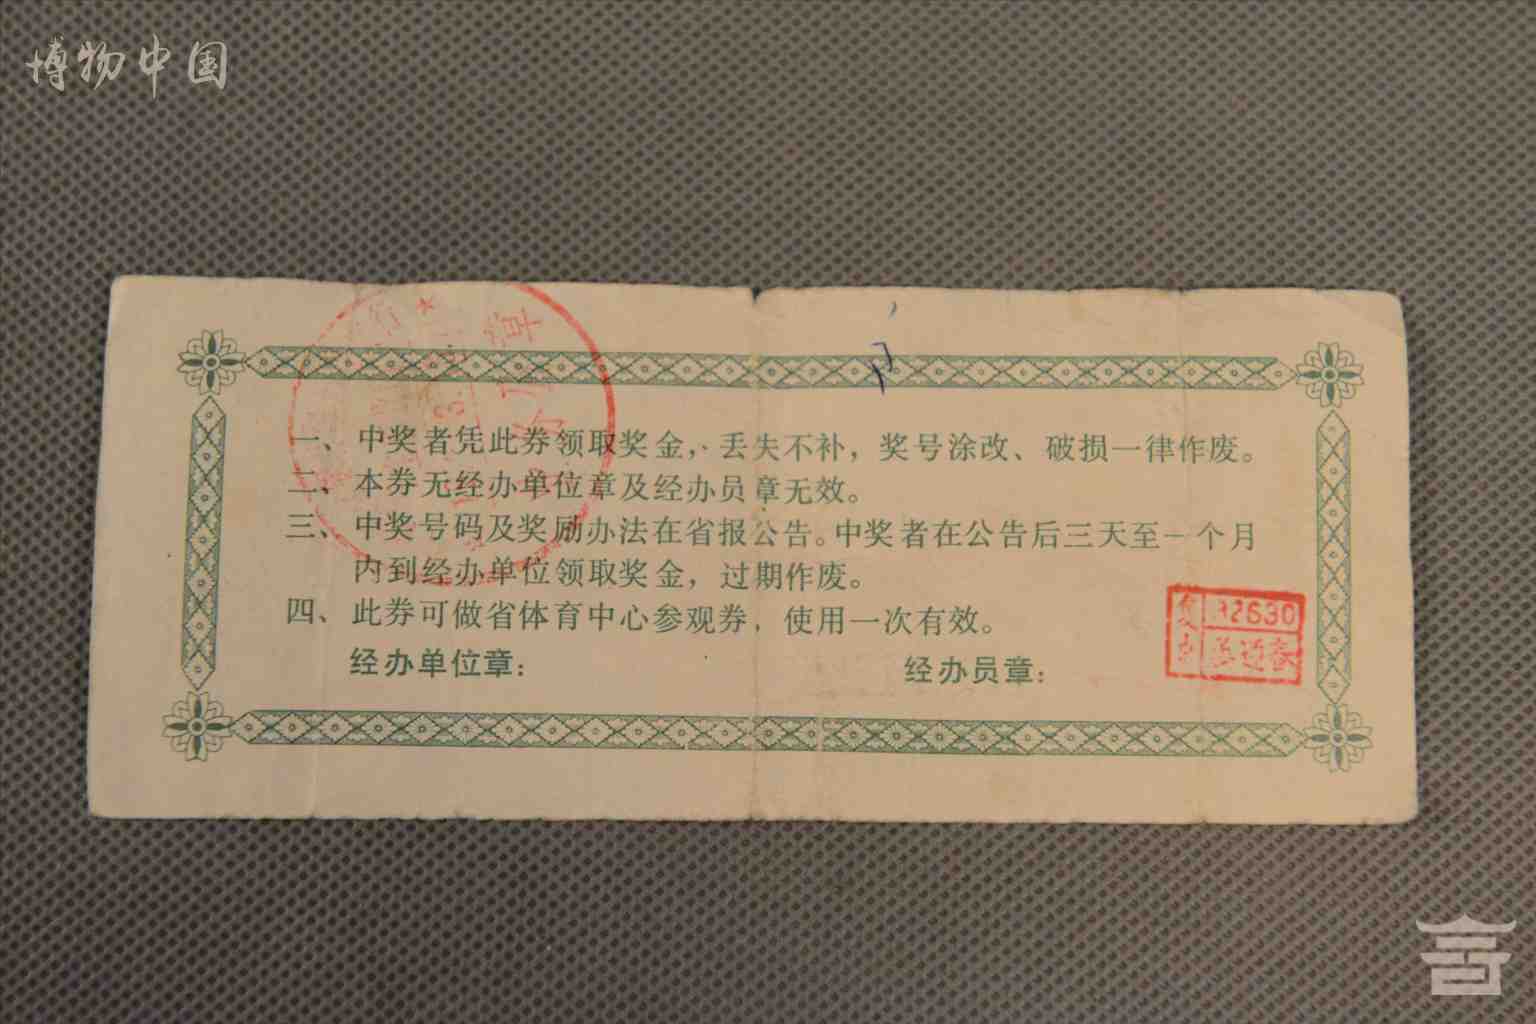 博物中国
一、中奖者凭此券领取奖金,丢失不补，奖号涂改、破损一律作废。
二、本券无经办单位章及经办员章无效。
三、中奖号码及奖励办法在省报公告。中奖者在公告后三天至一个月
内到经办单位领取奖金，过期作废。
四、此券可做省体育中心参观券，使用一次有效。
经办单位章：
经办员章：